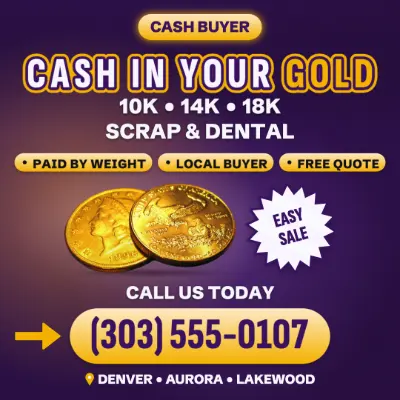 CASH BUYER
CASH IN YOUR GOLD
10K • 14K • 18K
SCRAP & DENTAL
• PAID BY WEIGHT • LOCAL BUYER • FREE QUOTE
EASY
SALE
CALL US TODAY
(303) 555-0107
DENVER • AURORA • LAKEWOOD